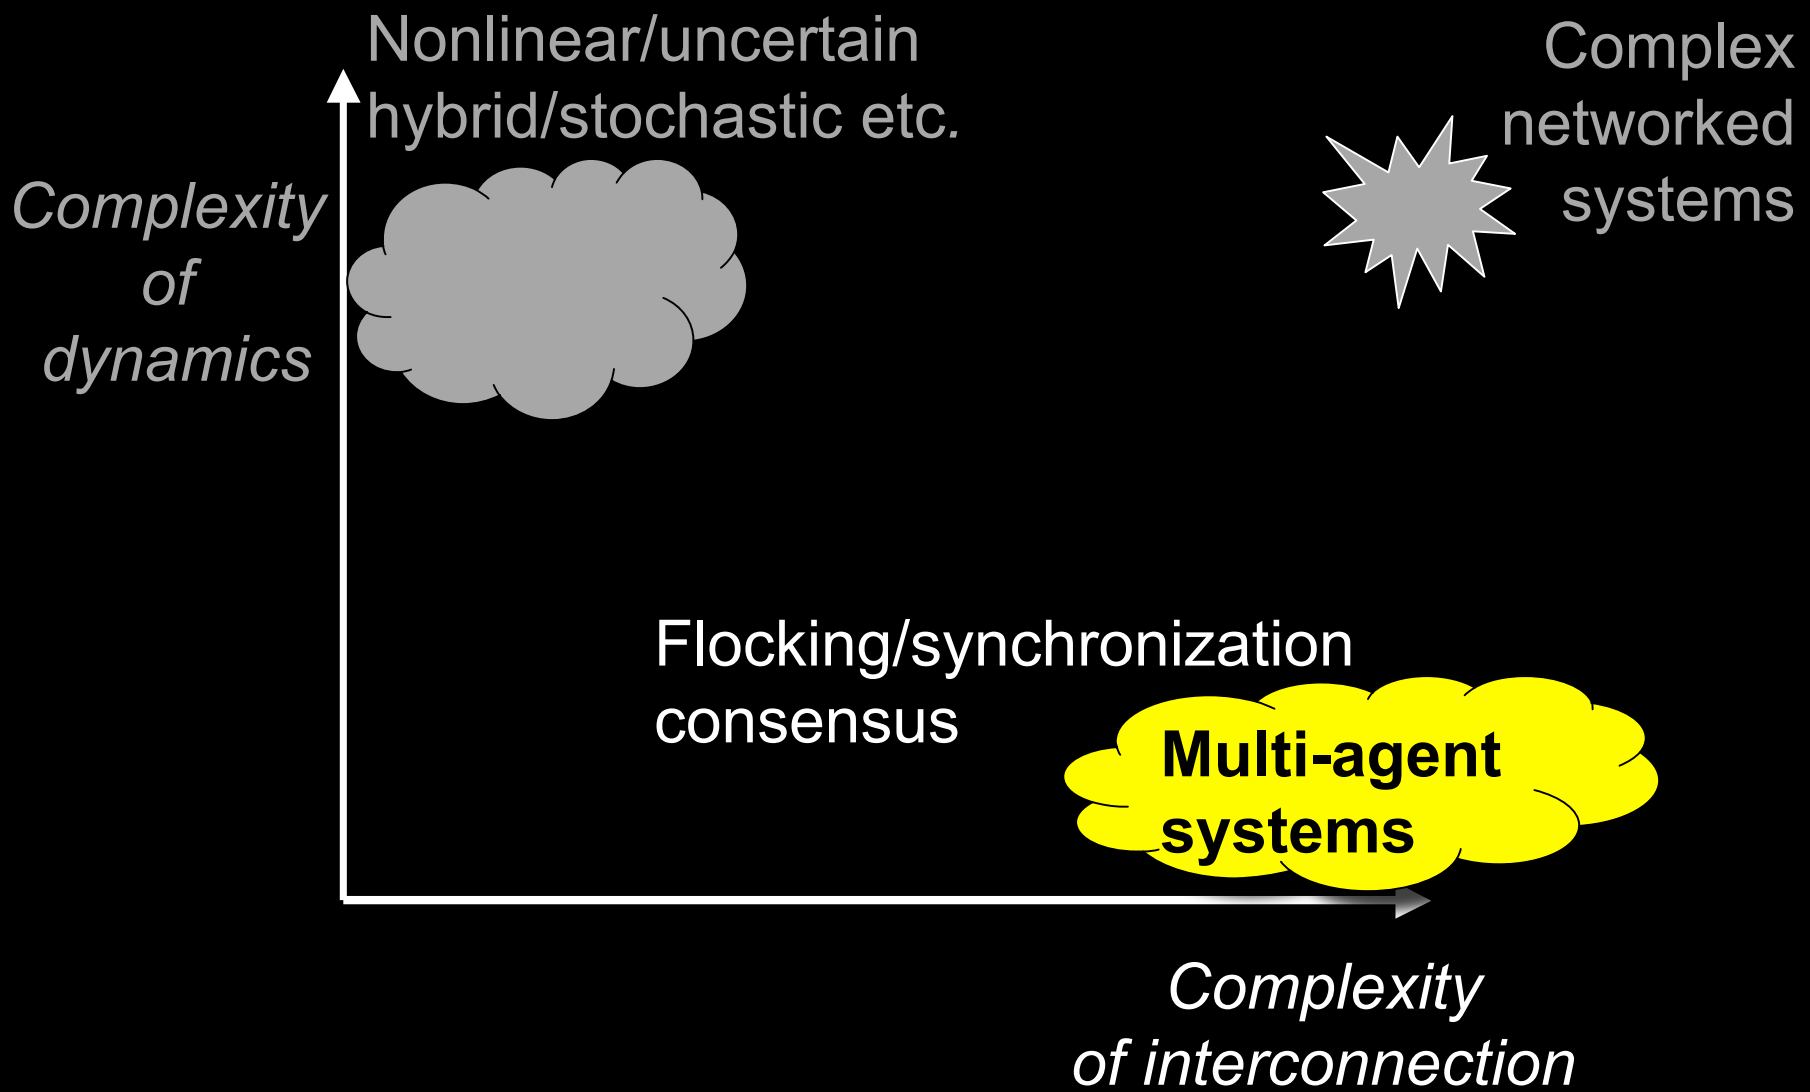 Nonlinear/uncertain
hybrid/stochastic etc.
Complex
networked
systems
Complexity
of
dynamics
Flocking/synchronization
consensus
Multi-agent
systems
Complexity
of interconnection